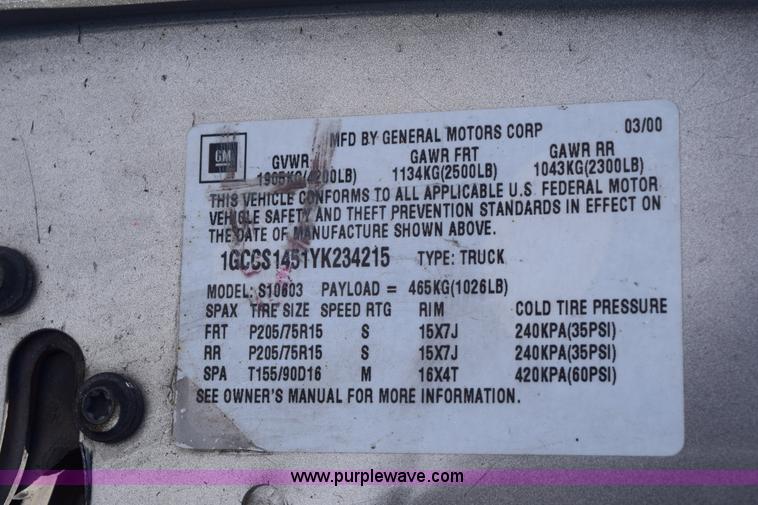 GM
MFD BY GENERAL MOTORS CORP 03/00
GVWR GAWR FRT GAWR RR
1905KG(4200LB) 1134KG(2500LB) 1043KG(2300LB)
THIS VEHICLE CONFORMS TO ALL APPLICABLE U.S. FEDERAL MOTOR
VEHICLE SAFETY AND THEFT PREVENTION STANDARDS IN EFFECT ON
THE DATE OF MANUFACTURE SHOWN ABOVE.
1GCCS1451YK234215 TYPE: TRUCK
MODEL: S10603 PAYLOAD = 465KG(1026LB)
SPAX TIRE SIZE SPEED RTG RIM COLD TIRE PRESSURE
FRT P205/75R15 S 15X7J 240KPA(35PSI)
RR P205/75R15 S 15X7J 240KPA(35PSI)
SPA T155/90D16 M 16X4T 420KPA(60PSI)
SEE OWNER'S MANUAL FOR MORE INFORMATION.
www.purplewave.com